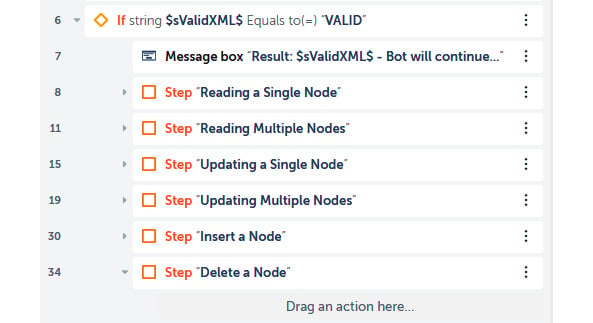 6 If string $sValidXML$ Equals to(=) "VALID"
7 Message box "Result: $sValidXML$ - Bot will continue..."
8 Step "Reading a Single Node"
11 Step "Reading Multiple Nodes"
15 Step "Updating a Single Node"
19 Step "Updating Multiple Nodes"
30 Step "Insert a Node"
34 Step "Delete a Node"
Drag an action here...